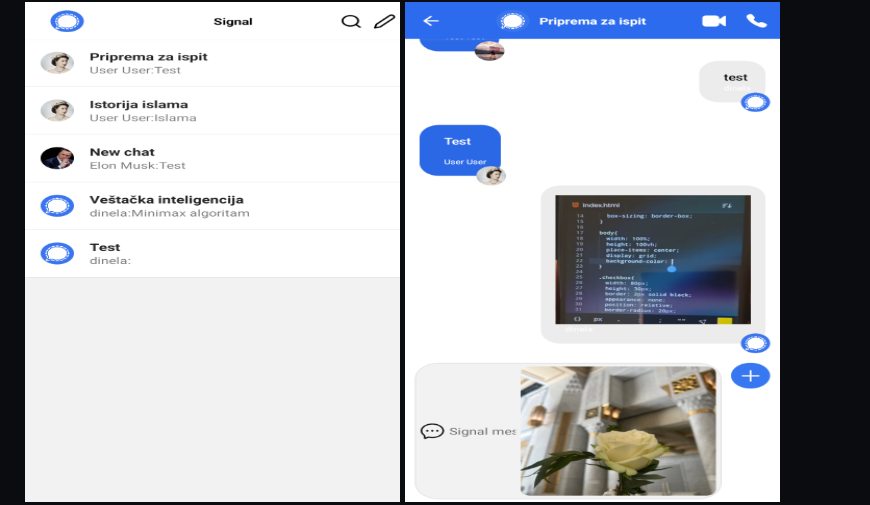 Signal
Priprema za ispit
User User:Test
Istorija islama
User User:Islama
New chat
Elon Musk:Test
Veštačka inteligencija
dinela:Minimax algoritam
Test
dinela:
Priprema za ispit
test
dinela
Test
User User
index.html
14 box-sizing: border-box;
15 }
16
17 body{
18 width: 100%;
19 height: 100vh;
20 place-items: center;
21 display: grid;
22 background-color:
23 }
24
25 .checkbox{
26 width: 60px;
27 height: 30px;
28 border: 2px solid black;
29 appearance: none;
30 position: relative;
31 border-radius: 20px;
{} px . ; ""
dinela
Signal mes